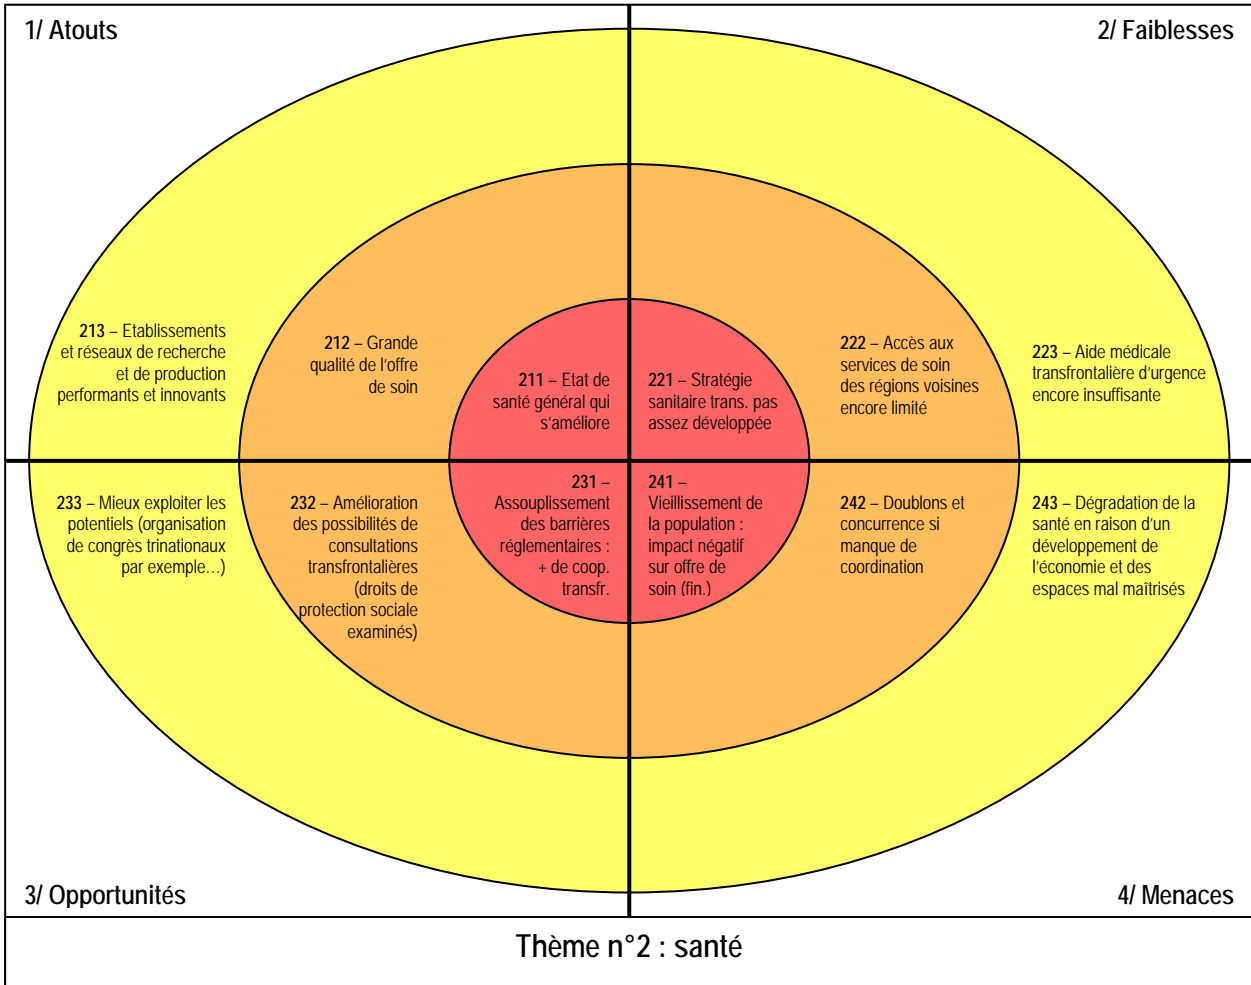 1/ Atouts
2/ Faiblesses
213 – Etablissements
et réseaux de recherche
et de production
performants et innovants
212 – Grande
qualité de l'offre
de soin
211 – Etat de
santé général qui
s'améliore
221 – Stratégie
sanitaire trans. pas
assez développée
222 – Accès aux
services de soin
des régions voisines
encore limité
223 – Aide médicale
transfrontalière d'urgence
encore insuffisante
233 – Mieux exploiter les
potentiels (organisation
de congrès trinationaux
par exemple…)
232 – Amélioration
des possibilités de
consultations
transfrontalières
(droits de
protection sociale
examinés)
231 –
Assouplissement
des barrières
réglementaires :
+ de coop.
transfr.
241 –
Vieillissement de
la population :
impact négatif
sur offre de
soin (fin.)
242 – Doublons et
concurrence si
manque de
coordination
243 – Dégradation de la
santé en raison d'un
développement de
l'économie et des
espaces mal maîtrisés
3/ Opportunités
4/ Menaces
Thème n°2 : santé